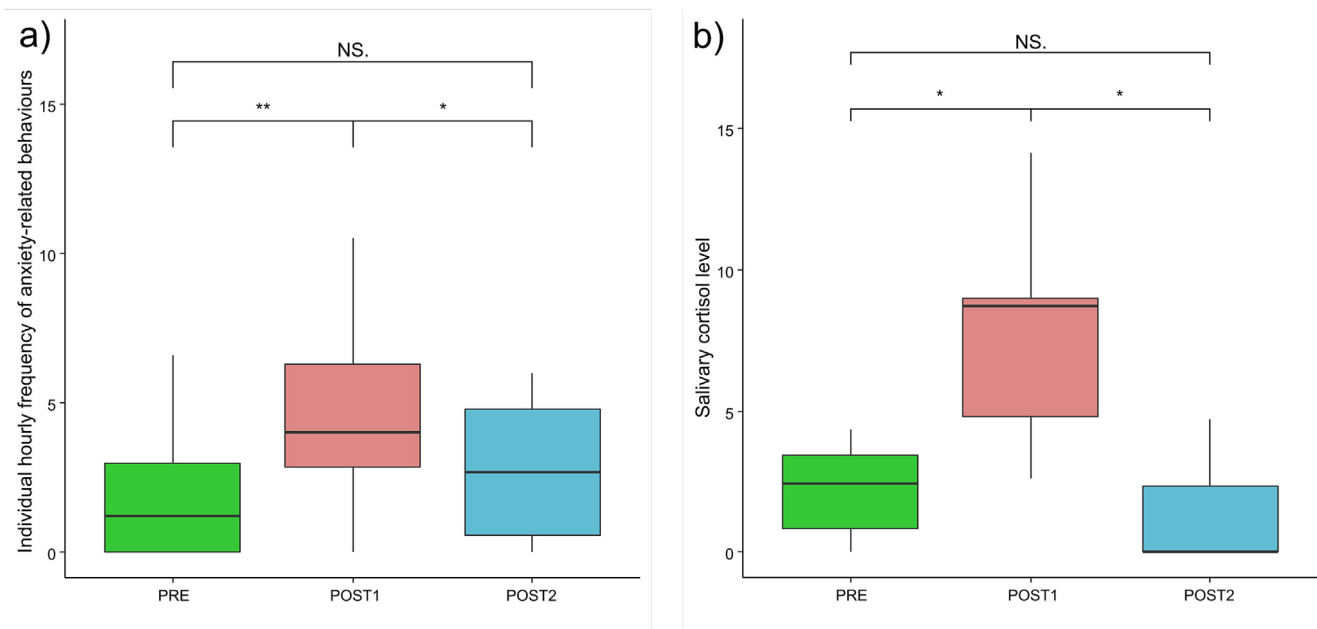 a)
Individual hourly frequency of anxiety-related behaviours
NS.
**
*
15
10
5
0
PRE
POST1
POST2
b)
Salivary cortisol level
NS.
*
*
15
10
5
0
PRE
POST1
POST2